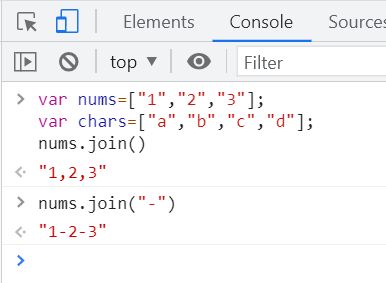 Elements Console Sources
top ▼ Filter
> var nums=["1","2","3"];
var chars=["a","b","c","d"];
nums.join()
"1,2,3"
> nums.join("-")
"1-2-3"
>